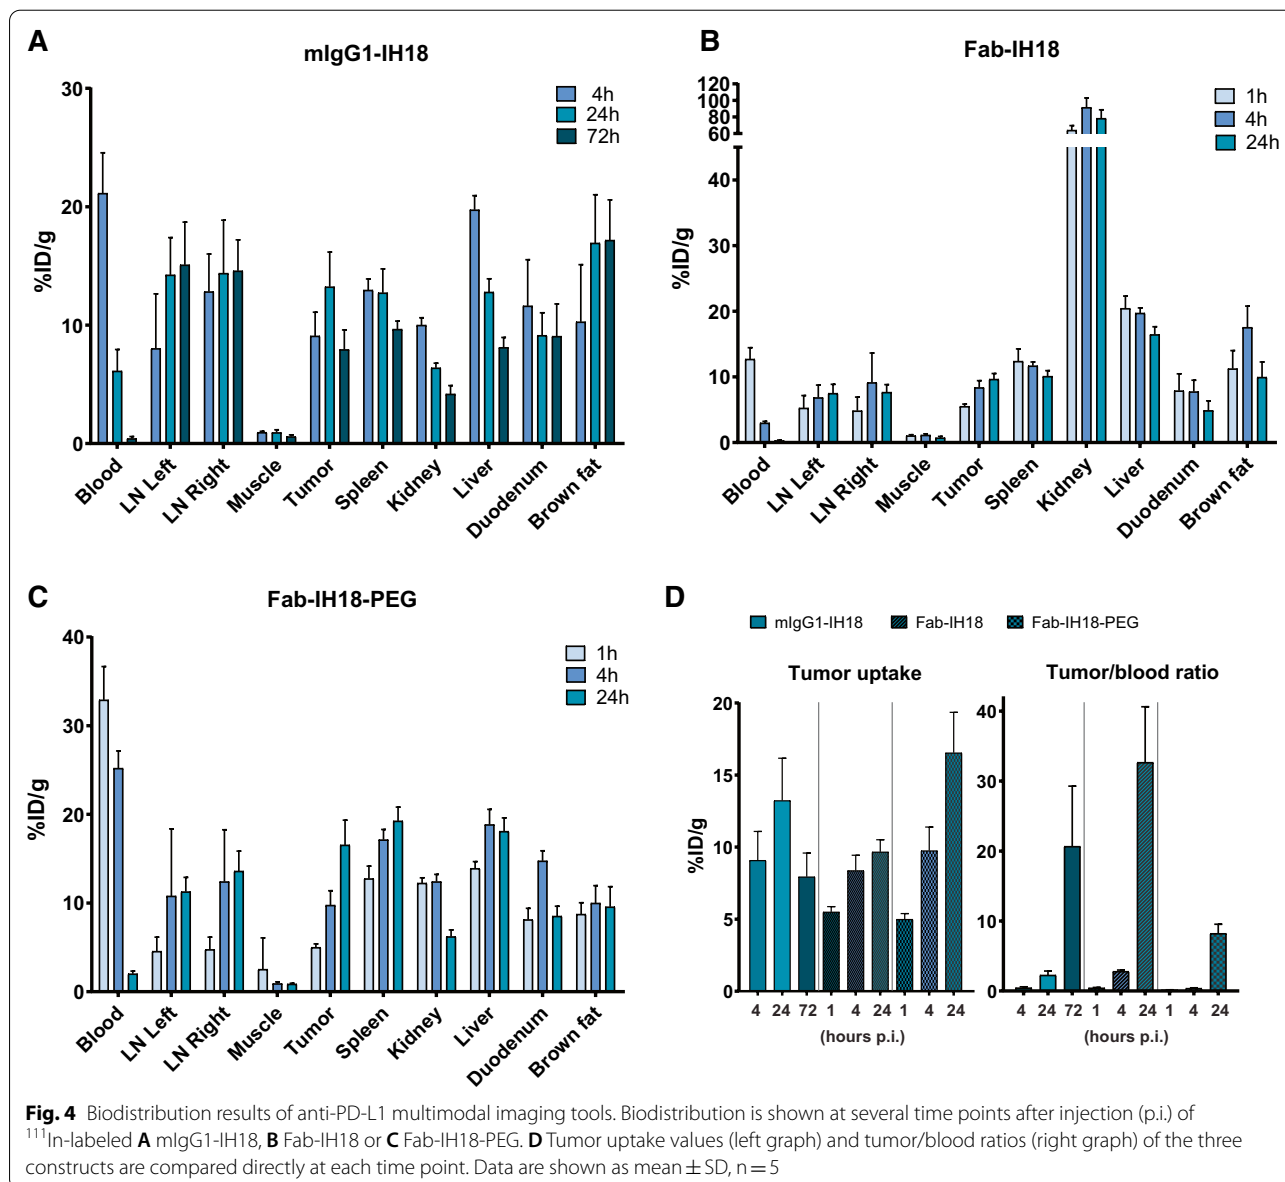 A
mIgG1-IH18
30
20
10
0
%ID/g
4h
24h
72h
Blood
LN Left
LN Right
Muscle
Tumor
Spleen
Kidney
Liver
Duodenum
Brown fat
B
Fab-IH18
120
100
80
60
40
30
20
10
0
%ID/g
1h
4h
24h
Blood
LN Left
LN Right
Muscle
Tumor
Spleen
Kidney
Liver
Duodenum
Brown fat
C
Fab-IH18-PEG
40
30
20
10
0
%ID/g
1h
4h
24h
Blood
LN Left
LN Right
Muscle
Tumor
Spleen
Kidney
Liver
Duodenum
Brown fat
D
mIgG1-IH18 Fab-IH18 Fab-IH18-PEG
Tumor uptake
20
15
10
5
0
%ID/g
4 24 72 1 4 24 1 4 24
(hours p.i.)
Tumor/blood ratio
40
30
20
10
0
4 24 72 1 4 24 1 4 24
(hours p.i.)
Fig. 4 Biodistribution results of anti-PD-L1 multimodal imaging tools. Biodistribution is shown at several time points after injection (p.i.) of
111In-labeled A mIgG1-IH18, B Fab-IH18 or C Fab-IH18-PEG. D Tumor uptake values (left graph) and tumor/blood ratios (right graph) of the three
constructs are compared directly at each time point. Data are shown as mean ± SD, n = 5